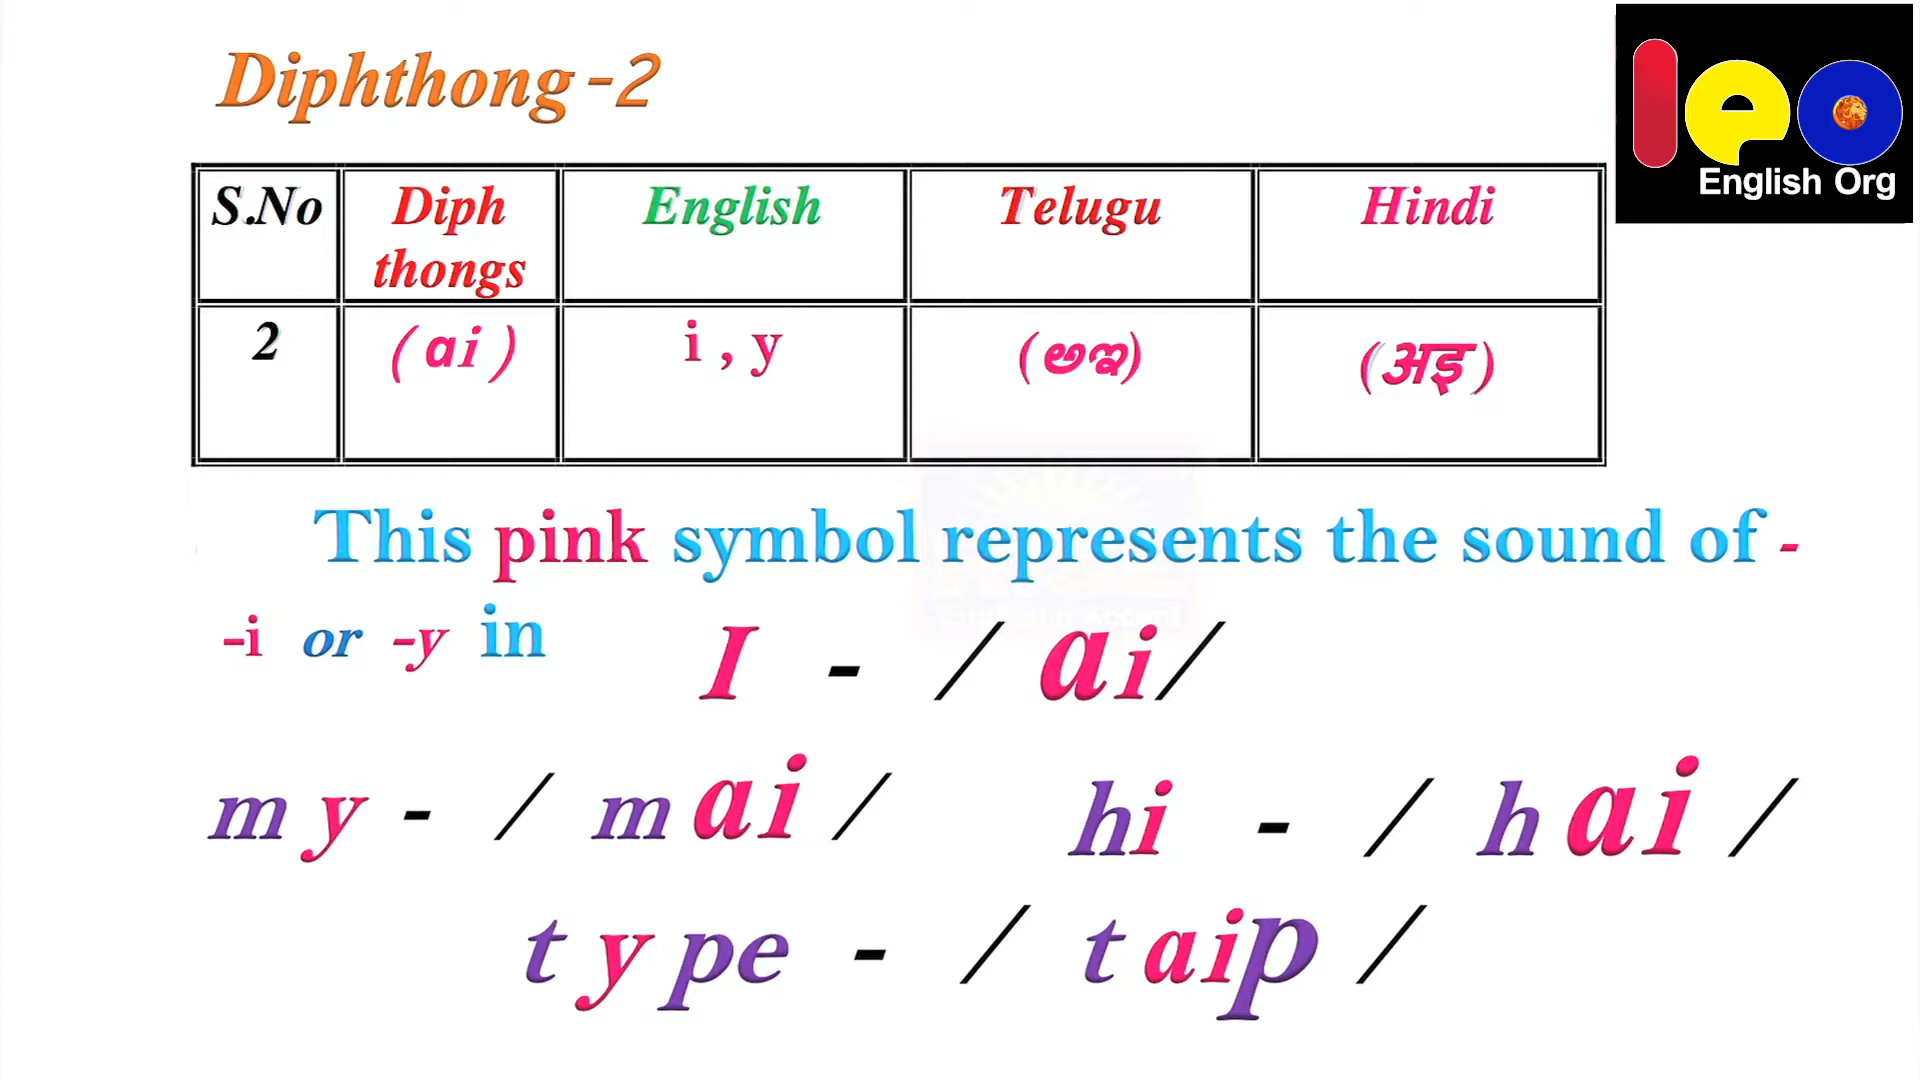 Diphthong -2
leo
English Org
S.No Diph thongs English Telugu Hindi
2 (ai) i , y (అఇ) (अइ)
This pink symbol represents the sound of -
-i or -y in I - / ai/
my - / mai / hi - / hai /
type - / taip /